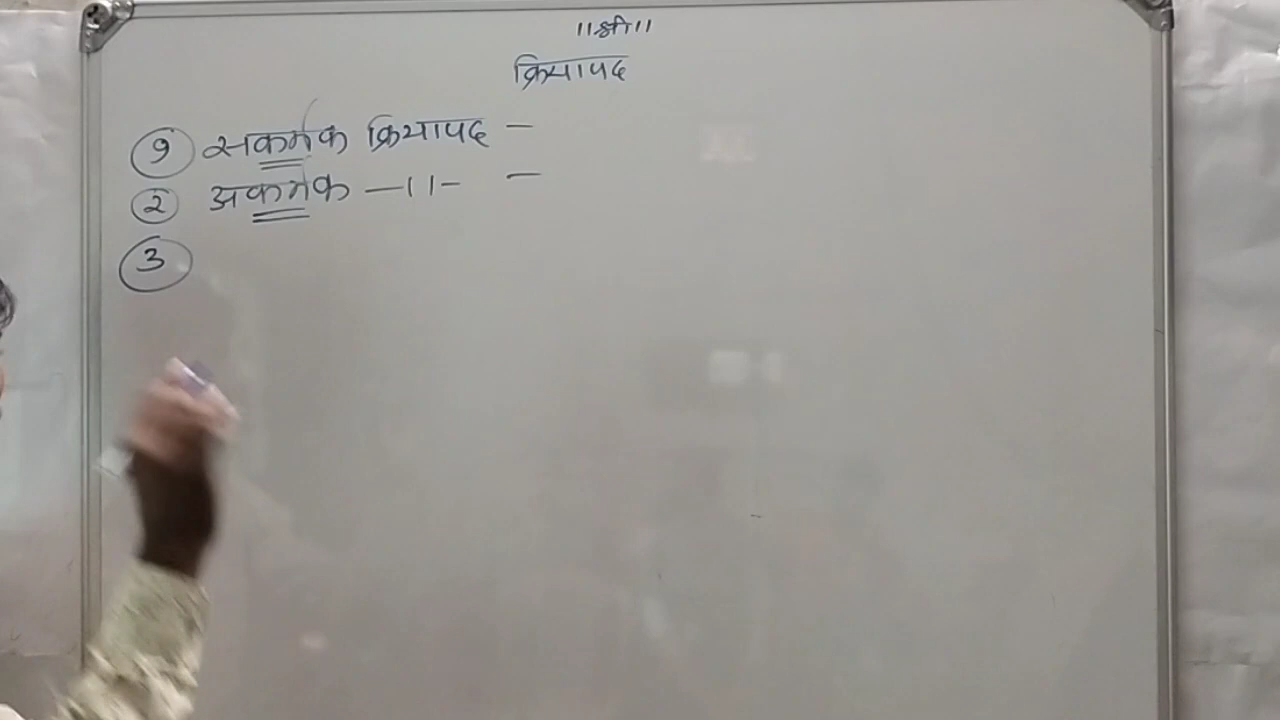 ॥श्री॥
क्रियापद
१ सकर्मक क्रियापद -
२ अकर्मक -॥- -
३